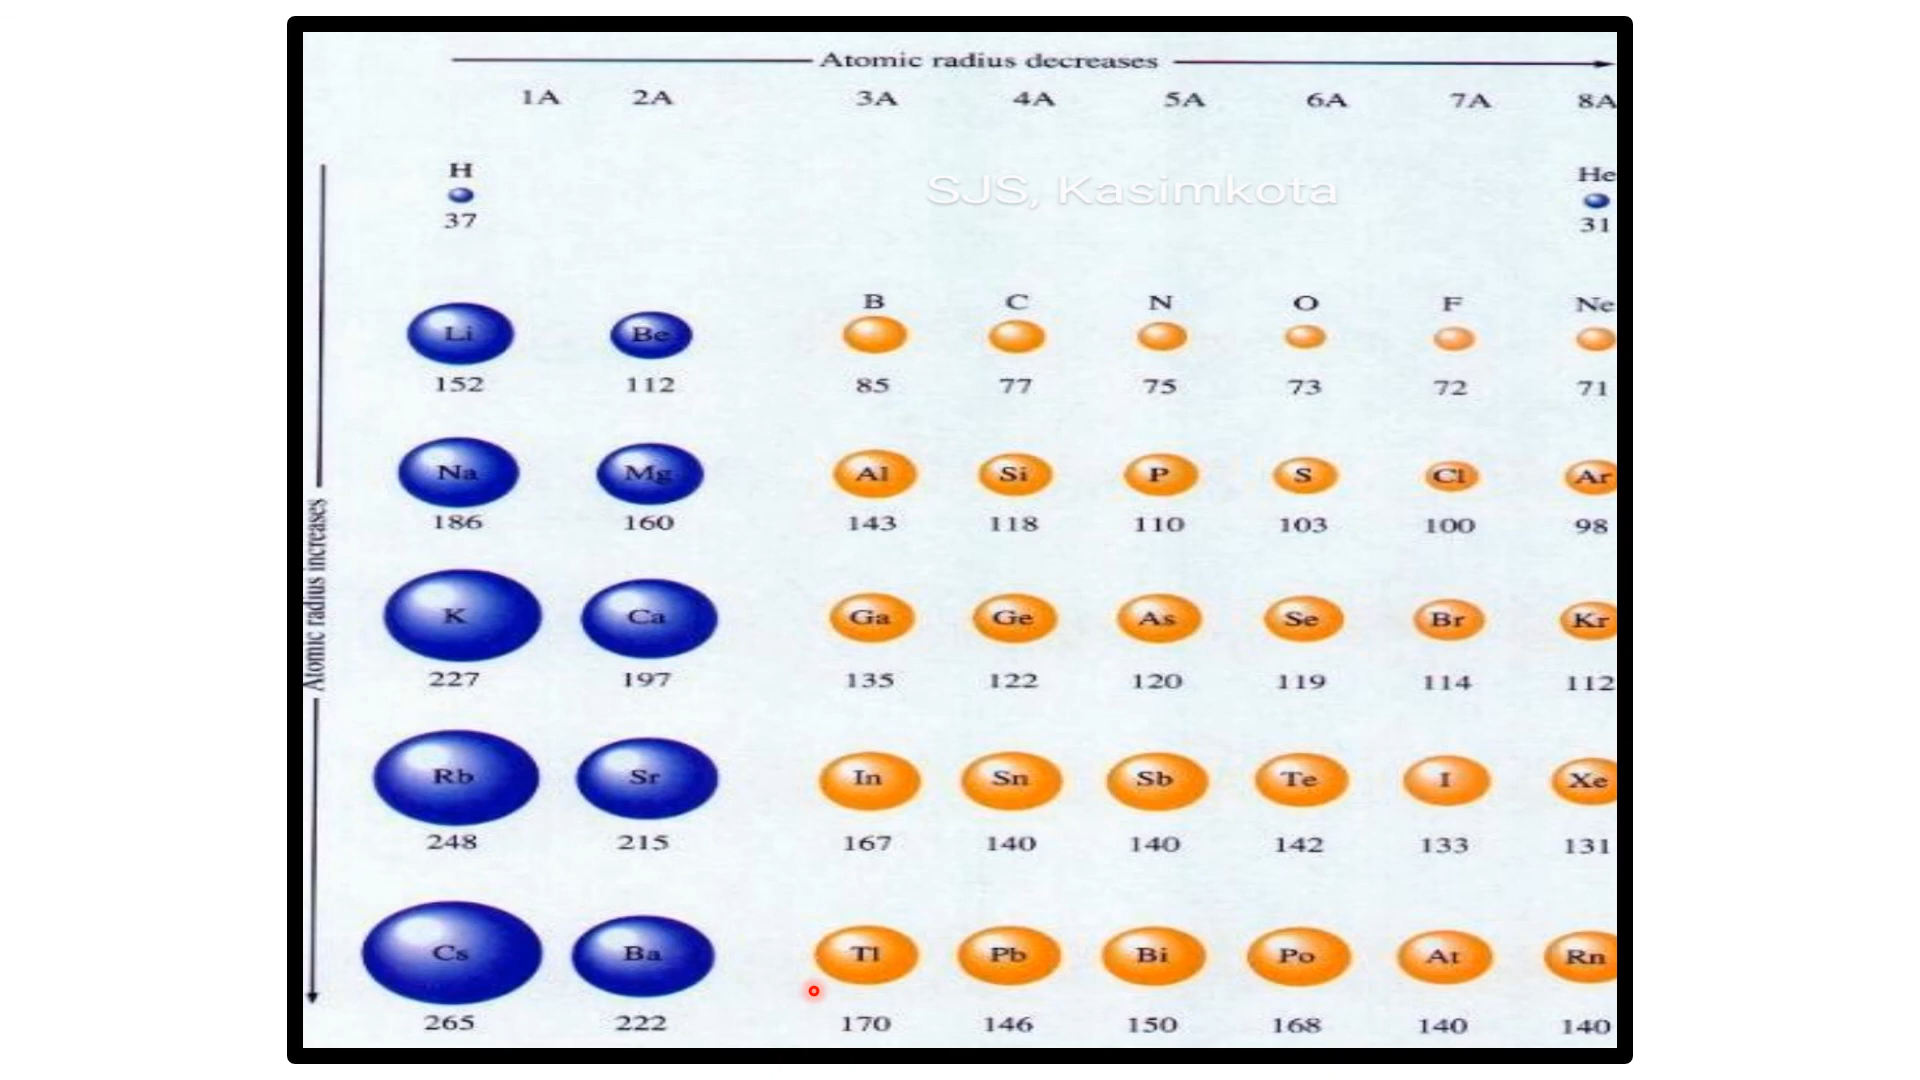 Atomic radius decreases
1A 2A 3A 4A 5A 6A 7A 8A
SJS, Kasimkota
H He
37 31
B C N O F Ne
Li Be
152 112 85 77 75 73 72 71
Na Mg Al Si P S Cl Ar
186 160 143 118 110 103 100 98
Atomic radius increases
K Ca Ga Ge As Se Br Kr
227 197 135 122 120 119 114 112
Rb Sr In Sn Sb Te I Xe
248 215 167 140 140 142 133 131
Cs Ba Tl Pb Bi Po At Rn
265 222 170 146 150 168 140 140